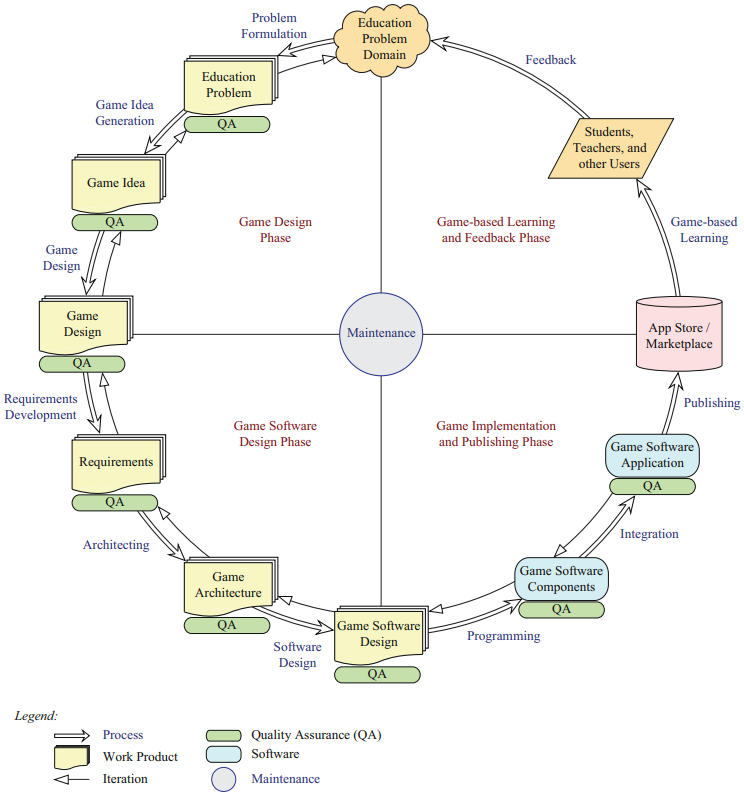 Education
Problem
Domain
Problem
Formulation
Feedback
Education
Problem
QA
Game Idea
Generation
Students,
Teachers, and
other Users
Game Idea
QA
Game Design
Phase
Game-based Learning
and Feedback Phase
Game-based
Learning
Game
Design
Game
Design
QA
Maintenance
App Store /
Marketplace
Requirements
Development
Publishing
Game Software
Design Phase
Game Implementation
and Publishing Phase
Requirements
QA
Game Software
Application
QA
Architecting
Integration
Game
Architecture
QA
Game Software
Components
QA
Software
Design
Game Software
Design
QA
Programming
Legend:
Process
Work Product
Iteration
Quality Assurance (QA)
Software
Maintenance